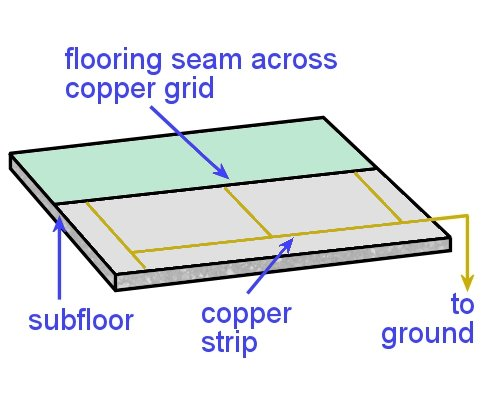 flooring seam across
copper grid
subfloor
copper
strip
to
ground